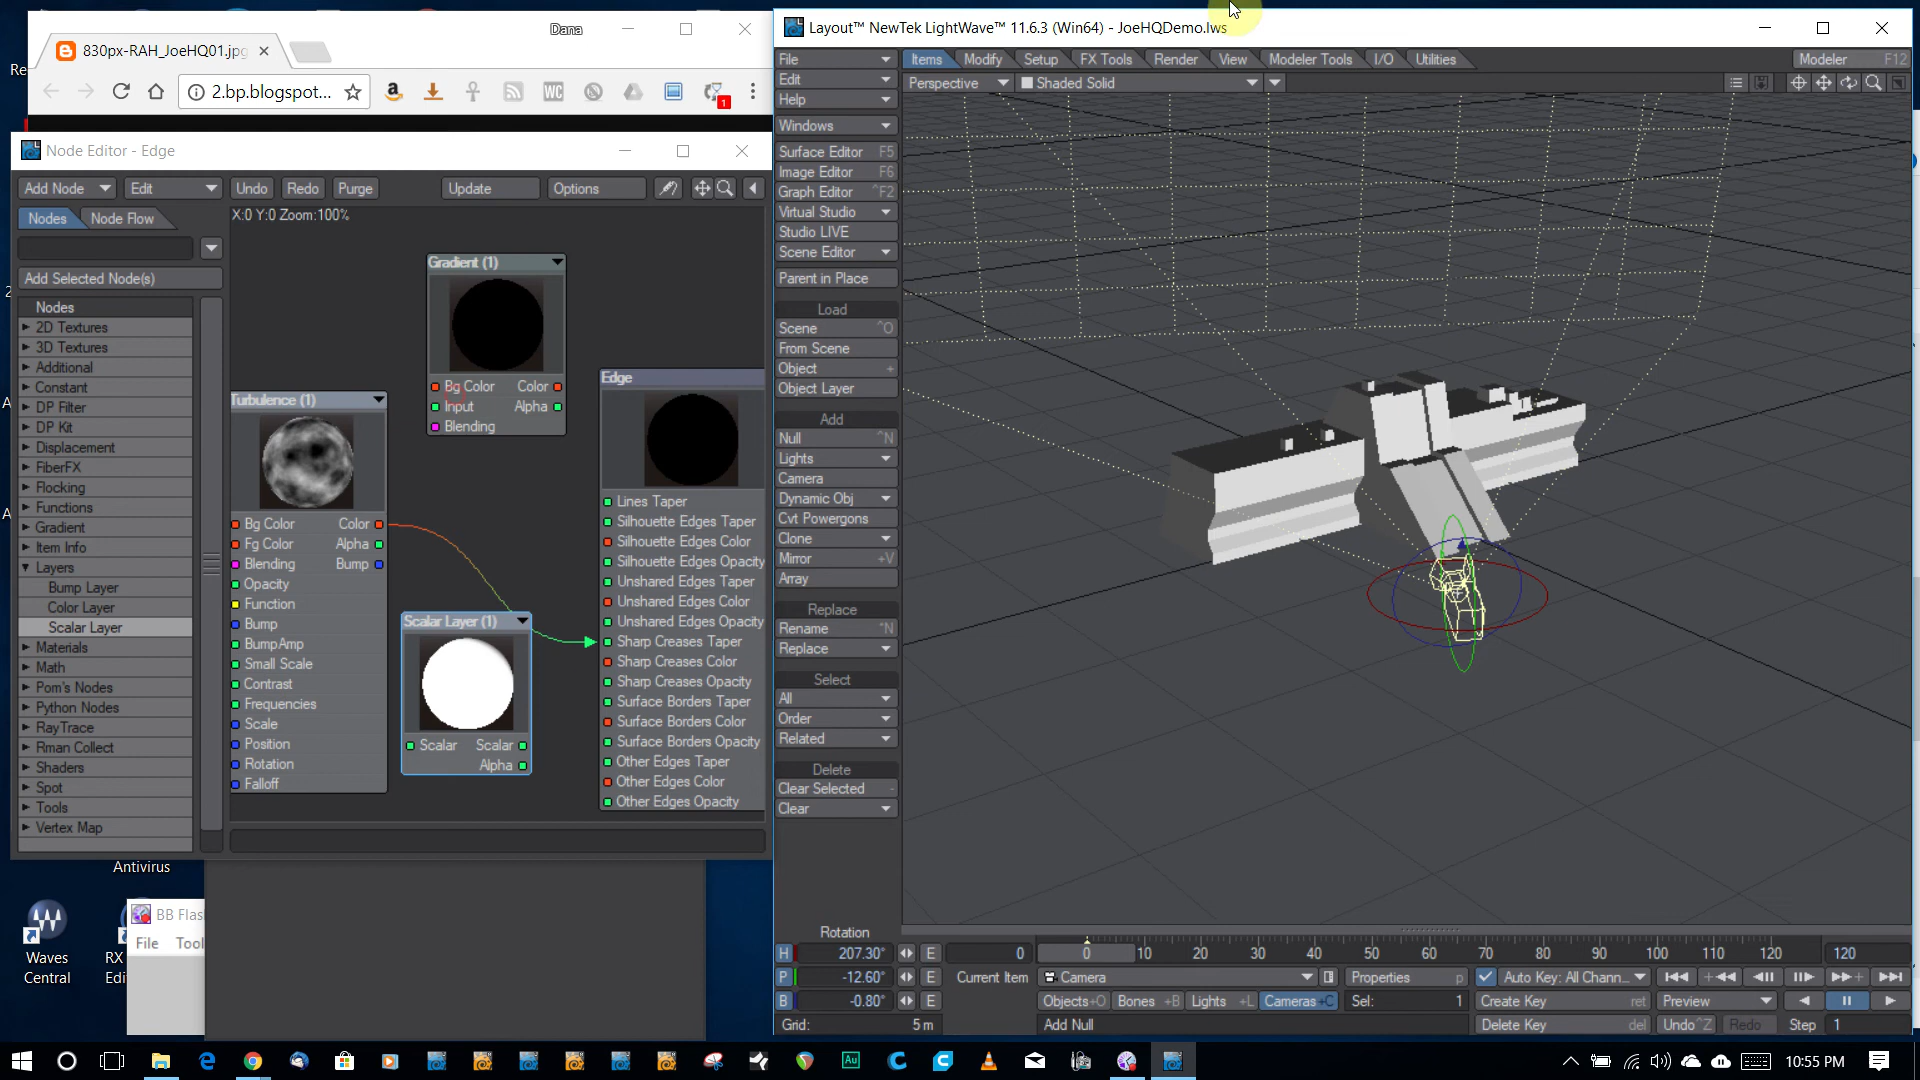 Dana
830px-RAH_JoeHQ01.jpg
2.bp.blogspot...
WC
1
Node Editor - Edge
Add Node
Edit
Undo
Redo
Purge
Update
Options
Nodes
Node Flow
X:0 Y:0 Zoom:100%
Add Selected Node(s)
Nodes
2D Textures
3D Textures
Additional
Constant
DP Filter
DP Kit
Displacement
FiberFX
Flocking
Functions
Gradient
Item Info
Layers
Bump Layer
Color Layer
Scalar Layer
Materials
Math
Pom's Nodes
Python Nodes
RayTrace
Rman Collect
Shaders
Spot
Tools
Vertex Map
Gradient (1)
Bg Color Color
Input Alpha
Blending
Turbulence (1)
Bg Color Color
Fg Color Alpha
Blending Bump
Opacity
Function
Bump
BumpAmp
Small Scale
Contrast
Frequencies
Scale
Position
Rotation
Falloff
Scalar Layer (1)
Scalar Scalar
Alpha
Edge
Lines Taper
Silhouette Edges Taper
Silhouette Edges Color
Silhouette Edges Opacity
Unshared Edges Taper
Unshared Edges Color
Unshared Edges Opacity
Sharp Creases Taper
Sharp Creases Color
Sharp Creases Opacity
Surface Borders Taper
Surface Borders Color
Surface Borders Opacity
Other Edges Taper
Other Edges Color
Other Edges Opacity
Layout™ NewTek LightWave™ 11.6.3 (Win64) - JoeHQDemo.lws
File
Edit
Help
Windows
Surface Editor F5
Image Editor F6
Graph Editor ^F2
Virtual Studio
Studio LIVE
Scene Editor
Parent in Place
Load
Scene ^O
From Scene
Object +
Object Layer
Add
Null ^N
Lights
Camera
Dynamic Obj
Cvt Powergons
Clone
Mirror +V
Array
Replace
Rename ^N
Replace
Select
All
Order
Related
Delete
Clear Selected -
Clear
Items
Modify
Setup
FX Tools
Render
View
Modeler Tools
I/O
Utilities
Modeler F12
Perspective
Shaded Solid
Rotation
H 207.30° E
P -12.60° E
B -0.80° E
Grid: 5 m
0
0 10 20 30 40 50 60 70 80 90 100 110 120
120
Current Item
Camera
Properties p
Auto Key: All Chann...
Objects+O
Bones +B
Lights +L
Cameras+C
Sel: 1
Create Key ret
Preview
Add Null
Delete Key del
Undo^Z
Redo
Step 1
Antivirus
Waves
Central
RX
Edi
BB Flas
File Tool
Au
10:55 PM